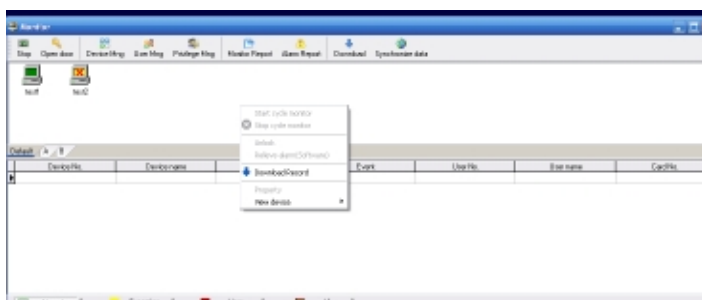 Monitor
Stop Open door Device Mng User Mng Privilege Mng Monitor Report Alarm Report Download Synchronize data
test1 test2
Start cycle monitor
Stop cycle monitor
Unlock
Relieve alarm(Software)
DownloadRecord
Property
New device
Default A B
Device No. Device name Event User No. User name Card No.